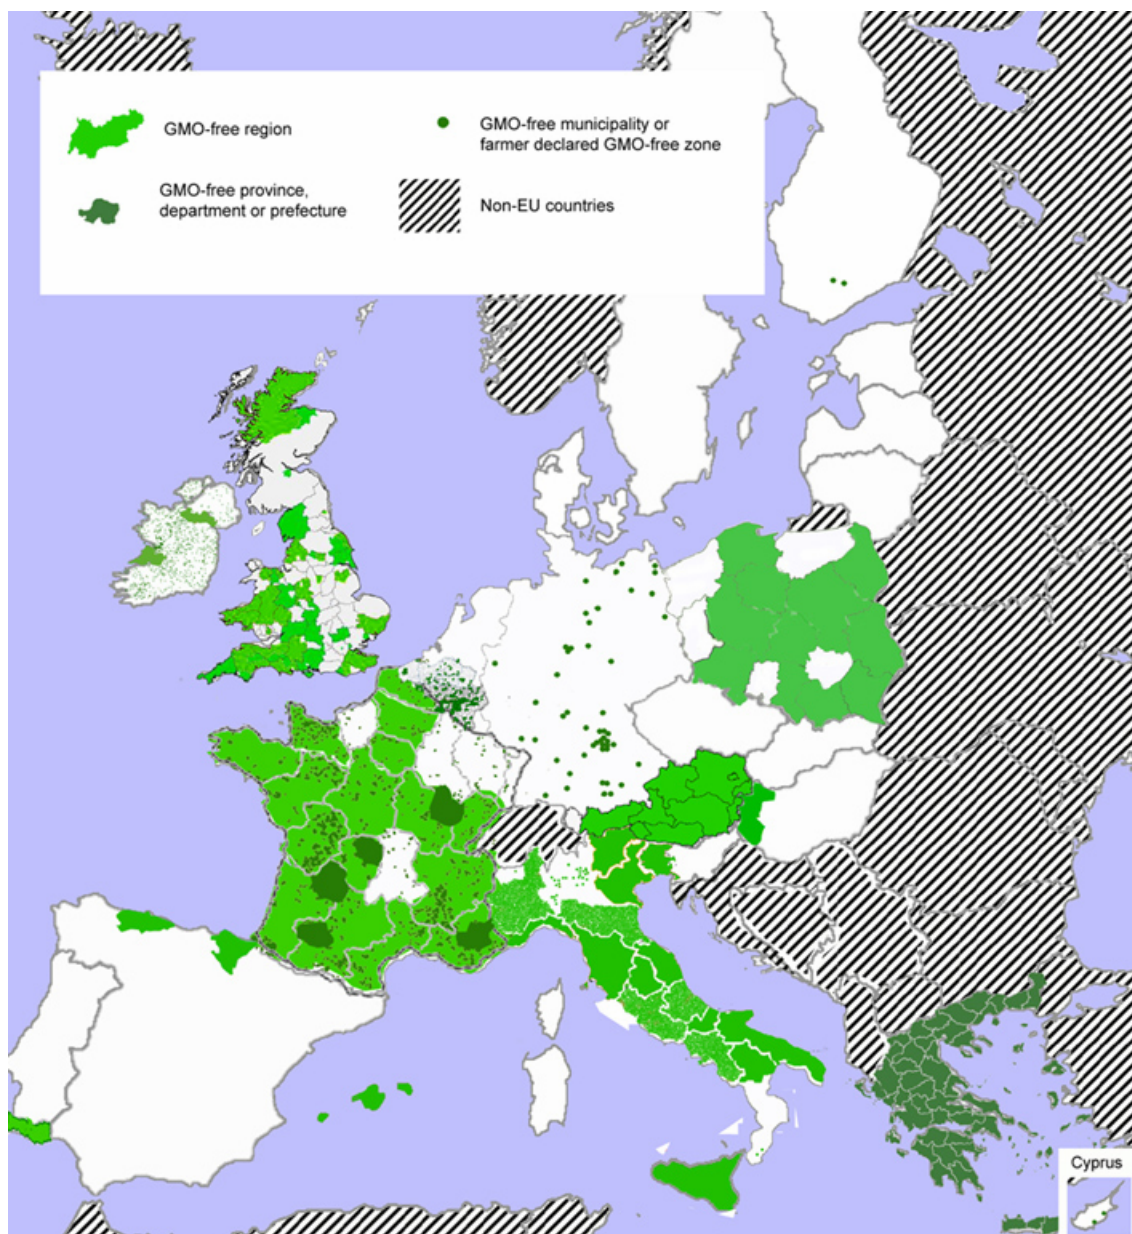 GMO-free region
GMO-free municipality or
farmer declared GMO-free zone
GMO-free province,
department or prefecture
Non-EU countries
Cyprus